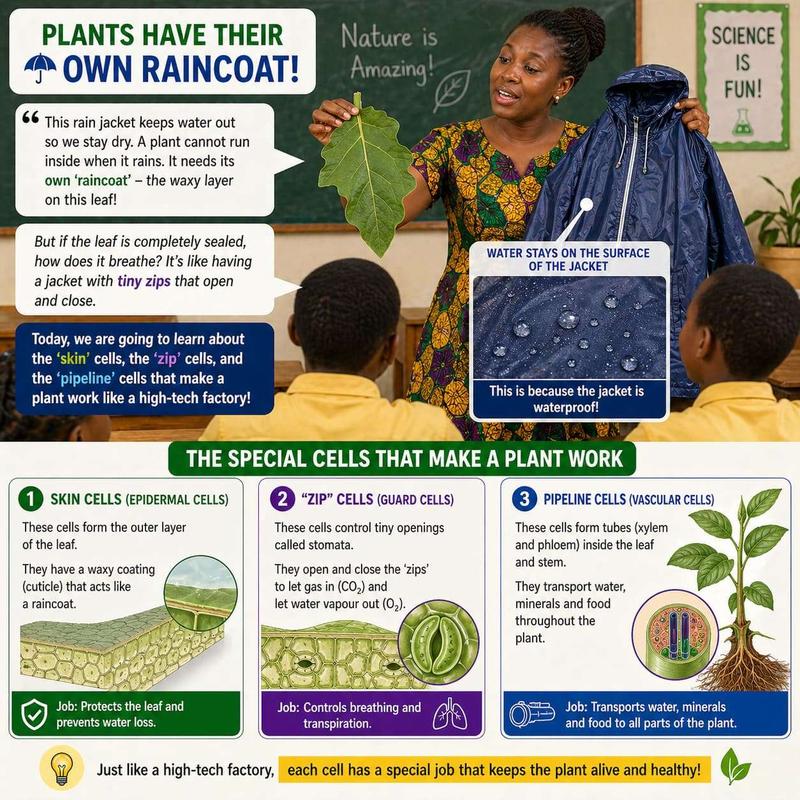 PLANTS HAVE THEIR
OWN RAINCOAT!
Nature is
Amazing!
SCIENCE
IS
FUN!
“ This rain jacket keeps water out
so we stay dry. A plant cannot run
inside when it rains. It needs its
own ‘raincoat’ – the waxy layer
on this leaf!
But if the leaf is completely sealed,
how does it breathe? It’s like having
a jacket with tiny zips that open
and close.
Today, we are going to learn about
the ‘skin’ cells, the ‘zip’ cells, and
the ‘pipeline’ cells that make a
plant work like a high-tech factory!
WATER STAYS ON THE SURFACE
OF THE JACKET
This is because the jacket is
waterproof!
THE SPECIAL CELLS THAT MAKE A PLANT WORK
1 SKIN CELLS (EPIDERMAL CELLS)
These cells form the outer layer
of the leaf.
They have a waxy coating
(cuticle) that acts like
a raincoat.
Job: Protects the leaf and
prevents water loss.
2 “ZIP” CELLS (GUARD CELLS)
These cells control tiny openings
called stomata.
They open and close the ‘zips’
to let gas in (CO₂) and
let water vapour out (O₂).
Job: Controls breathing and
transpiration.
3 PIPELINE CELLS (VASCULAR CELLS)
These cells form tubes (xylem
and phloem) inside the leaf
and stem.
They transport water,
minerals and food
throughout the
plant.
Job: Transports water, minerals
and food to all parts of the plant.
Just like a high-tech factory, each cell has a special job that keeps the plant alive and healthy!